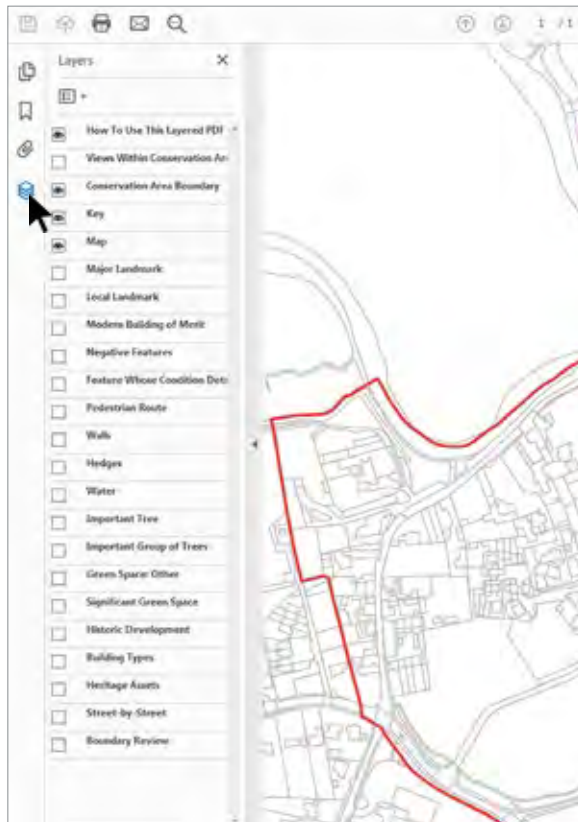 1 / 1
Layers
How To Use This Layered PDF
Views Within Conservation Ar
Conservation Area Boundary
Key
Map
Major Landmark
Local Landmark
Modern Building of Merit
Negative Features
Feature Whose Condition Detr
Pedestrian Route
Walls
Hedges
Water
Important Tree
Important Group of Trees
Green Space: Other
Significant Green Space
Historic Development
Building Types
Heritage Assets
Street-by-Street
Boundary Review